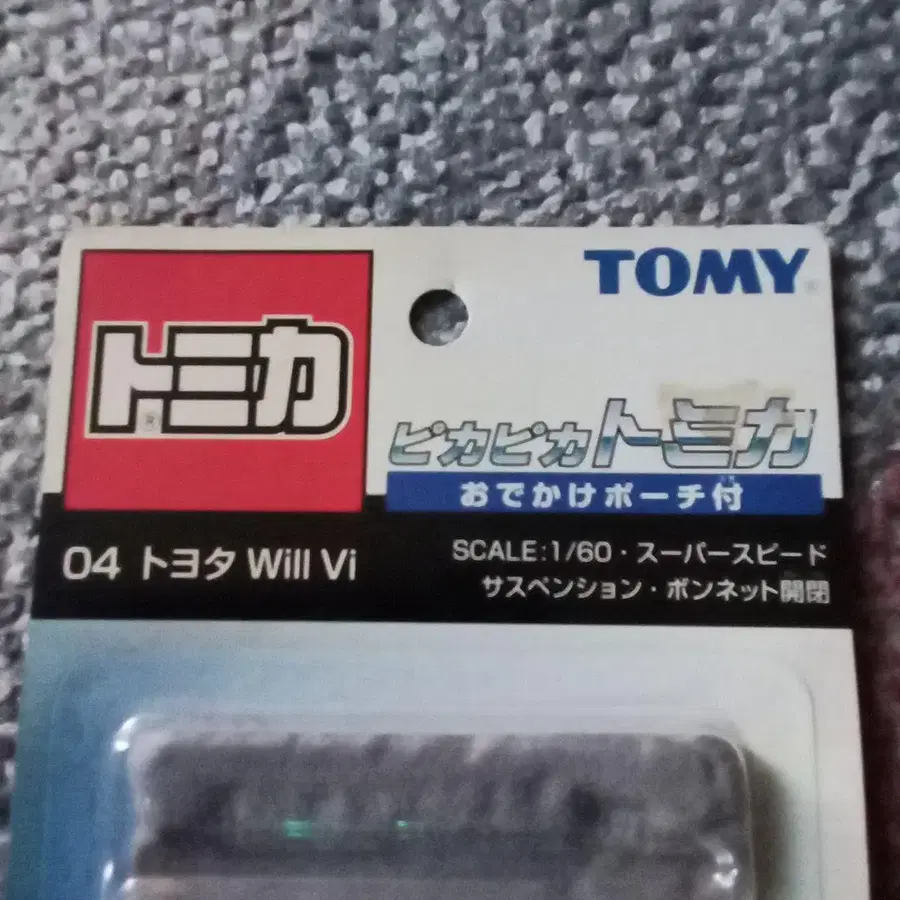 トミカ
TOMY
ピカピカトミカ
おでかけポーチ付
04 トヨタ Will Vi
SCALE:1/60・スーパースピード
サスペンション・ボンネット開閉